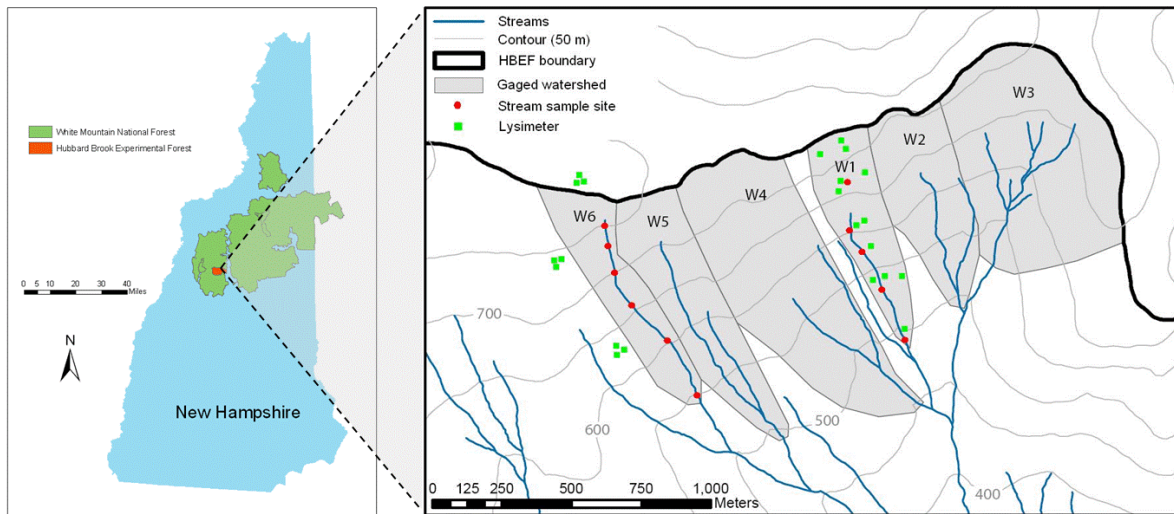 White Mountain National Forest
Hubbard Brook Experimental Forest
0 5 10 20 30 40
Miles
N
New Hampshire
Streams
Contour (50 m)
HBEF boundary
Gaged watershed
Stream sample site
Lysimeter
W3
W2
W1
W4
W5
W6
700
600
500
400
0 125 250 500 750 1,000
Meters